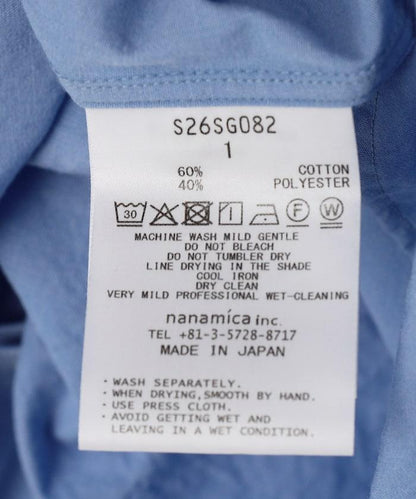 S26SG082
1
60% COTTON
40% POLYESTER
30 F W
MACHINE WASH MILD GENTLE
DO NOT BLEACH
DO NOT TUMBLER DRY
LINE DRYING IN THE SHADE
COOL IRON
DRY CLEAN
VERY MILD PROFESSIONAL WET-CLEANING
nanamica inc.
TEL +81-3-5728-8717
MADE IN JAPAN
・WASH SEPARATELY.
・WHEN DRYING,SMOOTH BY HAND.
・USE PRESS CLOTH.
・AVOID GETTING WET AND
LEAVING IN A WET CONDITION.